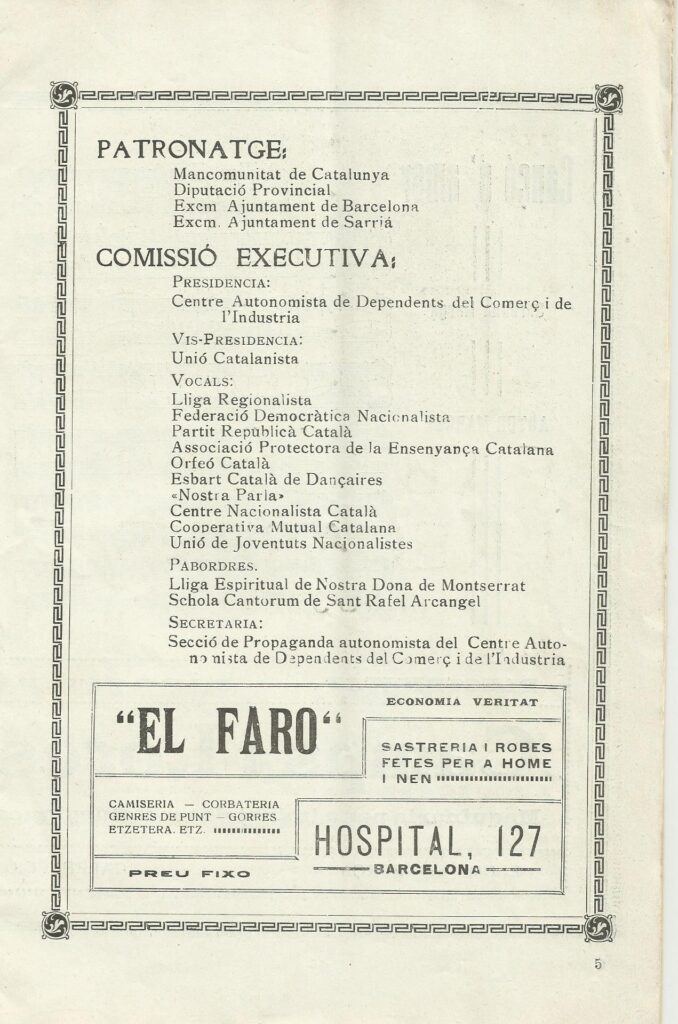 PATRONATGE:
Mancomunitat de Catalunya
Diputació Provincial
Excm Ajuntament de Barcelona
Excm. Ajuntament de Sarriá
COMISSIÓ EXECUTIVA:
PRESIDENCIA:
Centre Autonomista de Dependents del Comerç i de
l'Industria
VIS-PRESIDENCIA:
Unió Catalanista
VOCALS:
Lliga Regionalista
Federació Democràtica Nacionalista
Partit Republicà Català
Associació Protectora de la Ensenyança Catalana
Orfeó Català
Esbart Català de Dançaires
«Nostra Parla»
Centre Nacionalista Català
Cooperativa Mutual Catalana
Unió de Joventuts Nacionalistes
PABORDRES.
Lliga Espiritual de Nostra Dona de Montserrat
Schola Cantorum de Sant Rafel Arcangel
SECRETARIA:
Secció de Propaganda autonomista del Centre Auto-
nomista de Dependents del Comerç i de l'Industria
"EL FARO"
ECONOMIA VERITAT
SASTRERIA I ROBES
FETES PER A HOME
I NEN
CAMISERIA — CORBATERIA
GENRES DE PUNT — GORRES
ETZETERA. ETZ.
HOSPITAL, 127
BARCELONA
PREU FIXO
5